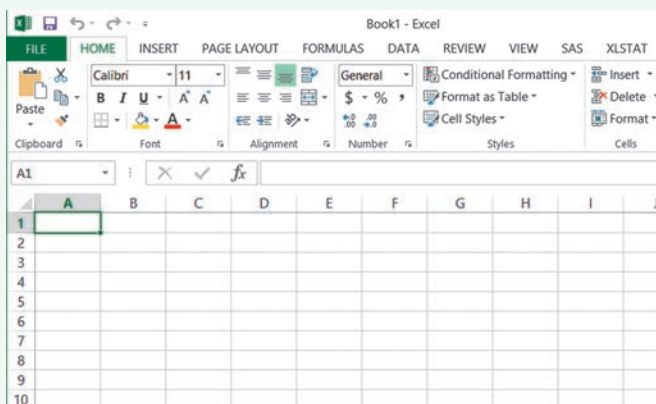 Book1 - Excel
FILE HOME INSERT PAGE LAYOUT FORMULAS DATA REVIEW VIEW SAS XLSTAT
Calibri 11 General Conditional Formatting Insert
Paste B I U A A $ % , Format as Table Delete
A Cell Styles Format
Clipboard Font Alignment Number Styles Cells
A1 fx
A B C D E F G H I
1
2
3
4
5
6
7
8
9
10